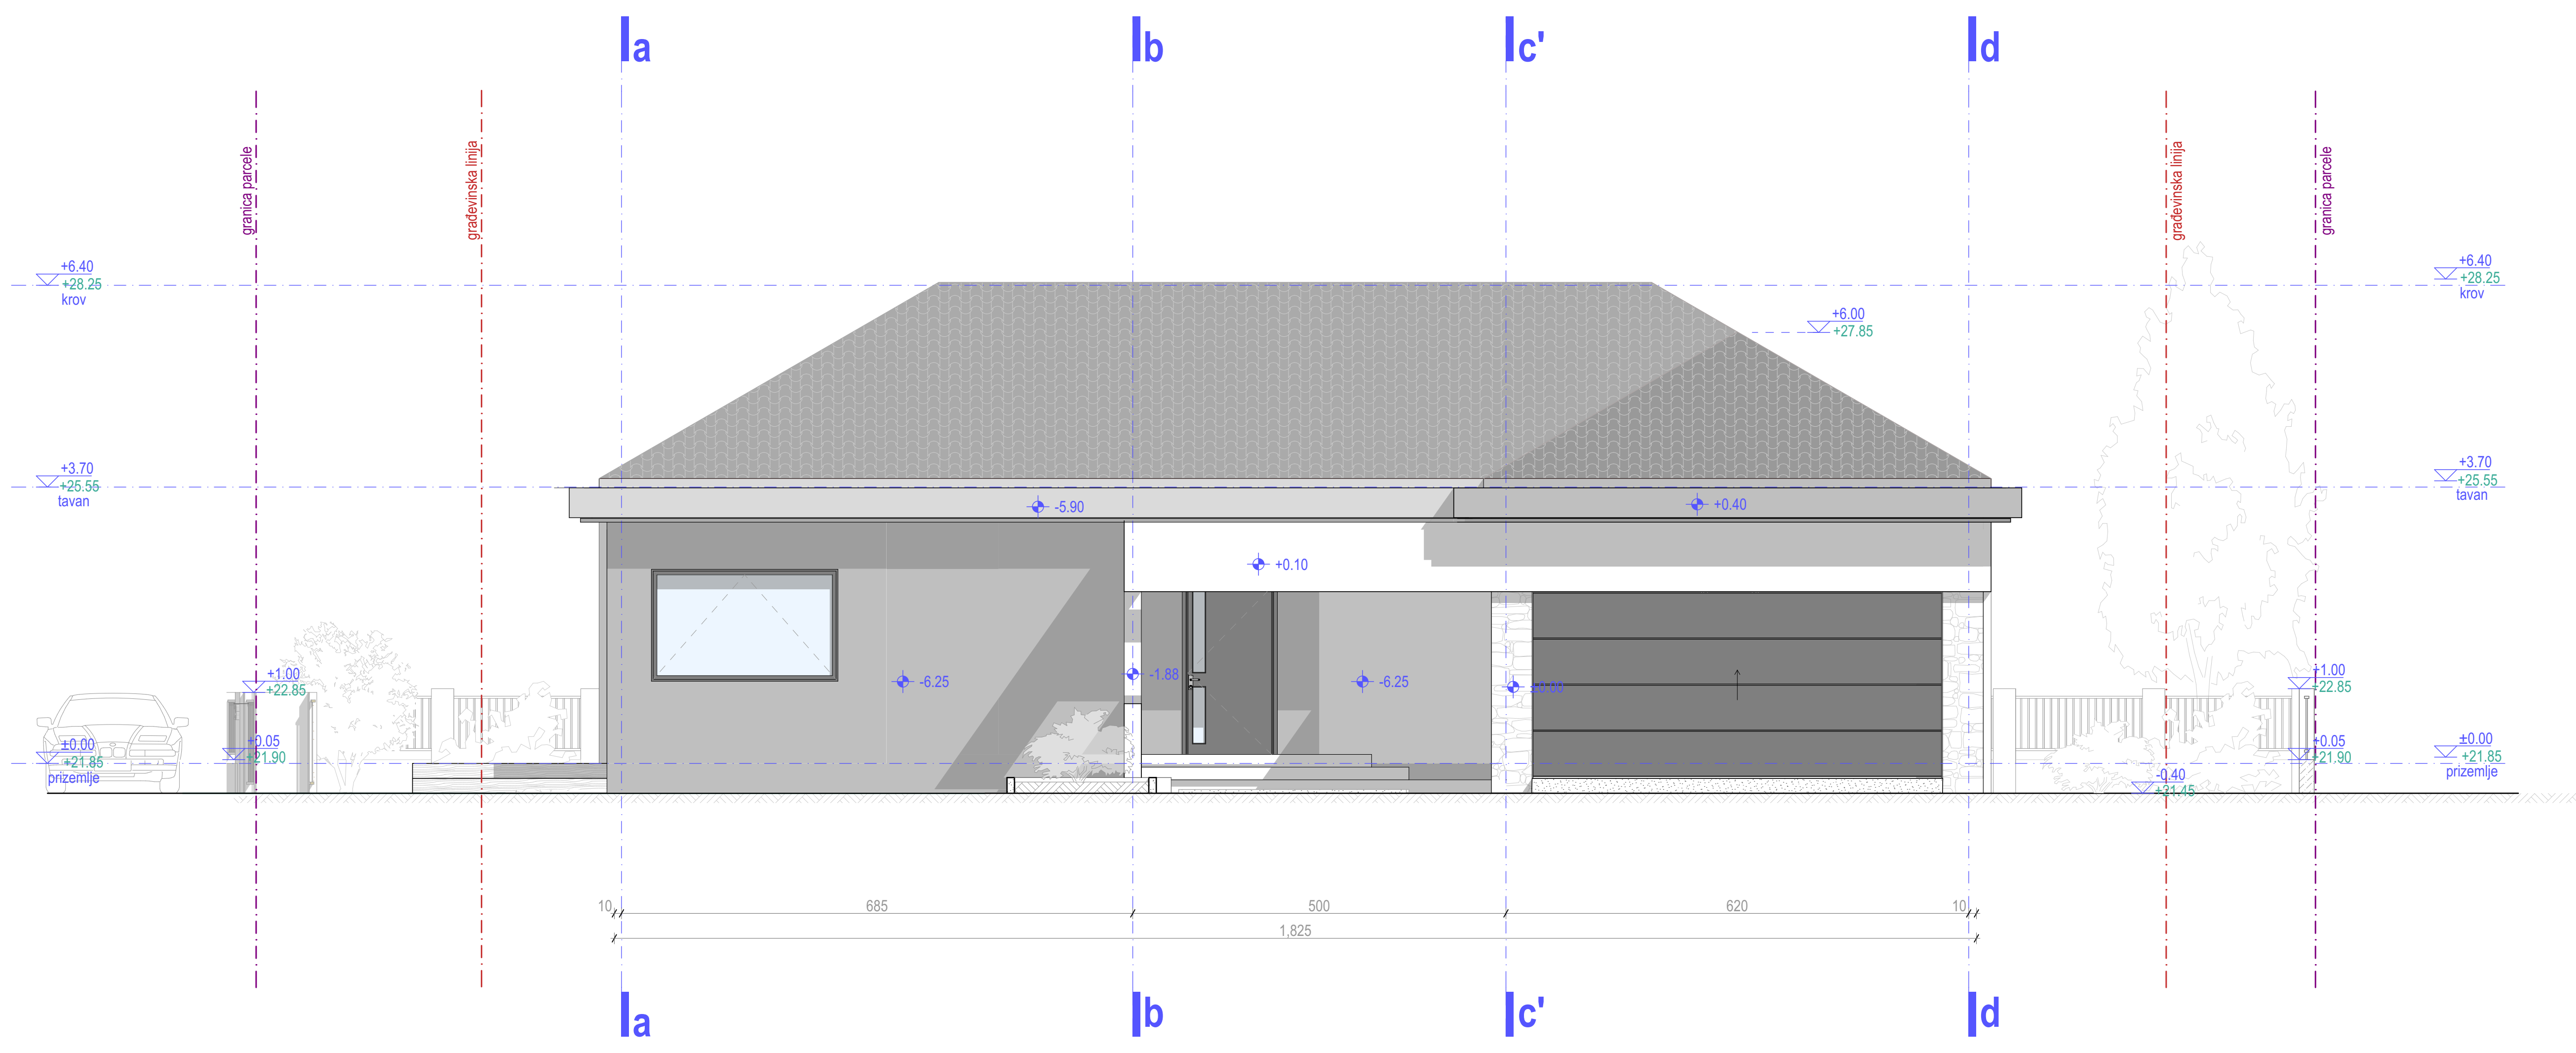 a
b
c'
d
granica parcele
građevinska linija
građevinska linija
granica parcele
+6.40
+28.25
krov
+6.40
+28.25
krov
+6.00
+27.85
+3.70
+25.55
tavan
+3.70
+25.55
tavan
-5.90
+0.40
+0.10
-6.25
-1.88
-6.25
±0.00
+1.00
+22.85
+1.00
+22.85
±0.00
+21.85
prizemlje
+0.05
+21.90
+0.05
+21.90
±0.00
+21.85
prizemlje
-0.40
+21.45
10
685
500
620
10
1,825
a
b
c'
d